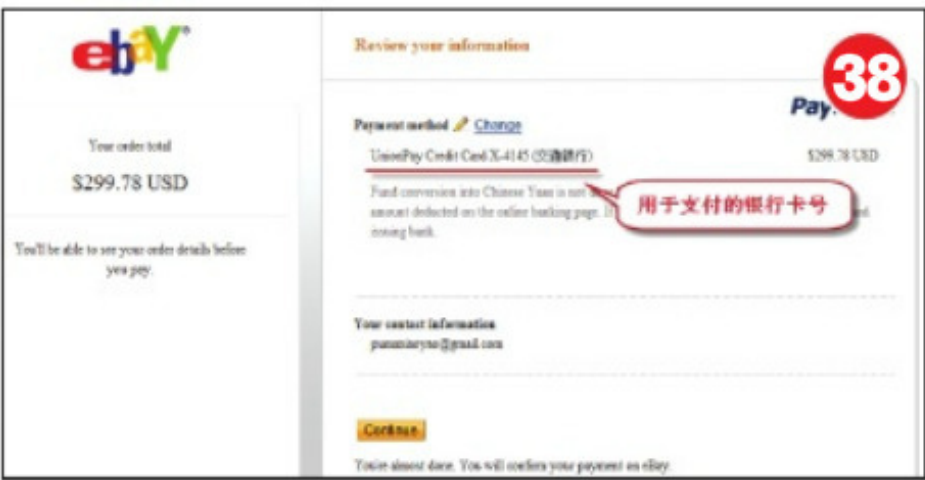 ebaY
Your order total
$299.78 USD
You'll be able to see your order details before
you pay.
Review your information
38
Pay
Payment method Change
UnionPay Credit Card X-4145 (交通銀行)
$299.78 USD
Fund conversion into Chinese Yuan is not
amount deducted on the online banking page. If
issuing bank.
用于支付的银行卡号
Your contact information
@gmail.com
Continue
You're almost done. You will confirm your payment on eBay.